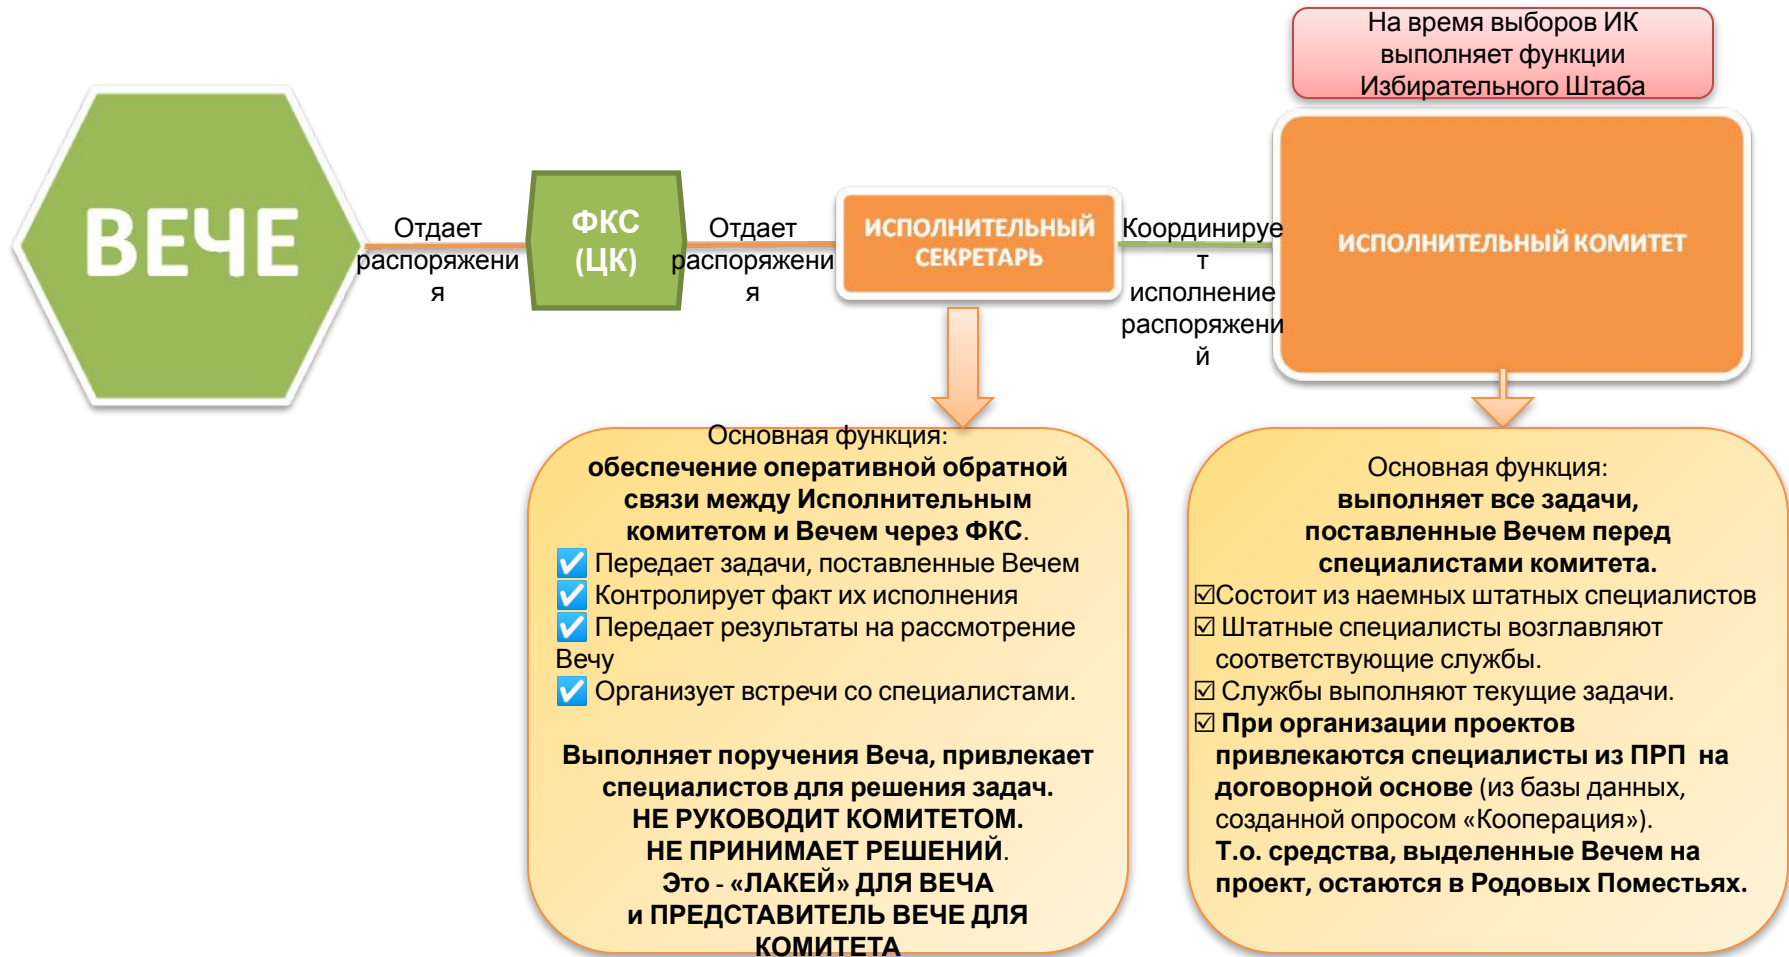 На время выборов ИК
выполняет функции
Избирательного Штаба
ВЕЧЕ
Отдает
распоряжени
я
ФКС
(ЦК)
Отдает
распоряжени
я
ИСПОЛНИТЕЛЬНЫЙ
СЕКРЕТАРЬ
Координируе
т
исполнение
распоряжени
й
ИСПОЛНИТЕЛЬНЫЙ КОМИТЕТ
Основная функция:
обеспечение оперативной обратной
связи между Исполнительным
комитетом и Вечем через ФКС.
✅ Передает задачи, поставленные Вечем
✅ Контролирует факт их исполнения
✅ Передает результаты на рассмотрение
Вечу
✅ Организует встречи со специалистами.
Выполняет поручения Веча, привлекает
специалистов для решения задач.
НЕ РУКОВОДИТ КОМИТЕТОМ.
НЕ ПРИНИМАЕТ РЕШЕНИЙ.
Это - «ЛАКЕЙ» ДЛЯ ВЕЧА
и ПРЕДСТАВИТЕЛЬ ВЕЧЕ ДЛЯ
КОМИТЕТА
Основная функция:
выполняет все задачи,
поставленные Вечем перед
специалистами комитета.
☑Состоит из наемных штатных специалистов
☑ Штатные специалисты возглавляют
соответствующие службы.
☑ Службы выполняют текущие задачи.
☑ При организации проектов
привлекаются специалисты из ПРП на
договорной основе (из базы данных,
созданной опросом «Кооперация»).
Т.о. средства, выделенные Вечем на
проект, остаются в Родовых Поместьях.